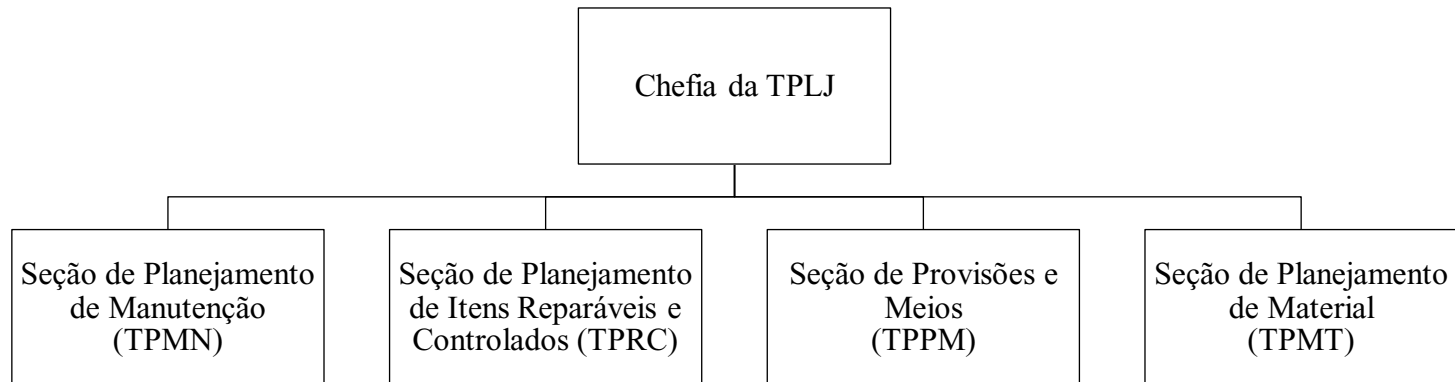 Chefia da TPLJ
Seção de Planejamento
de Manutenção
(TPMN)
Seção de Planejamento
de Itens Reparáveis e
Controlados (TPRC)
Seção de Provisões e
Meios
(TPPM)
Seção de Planejamento
de Material
(TPMT)